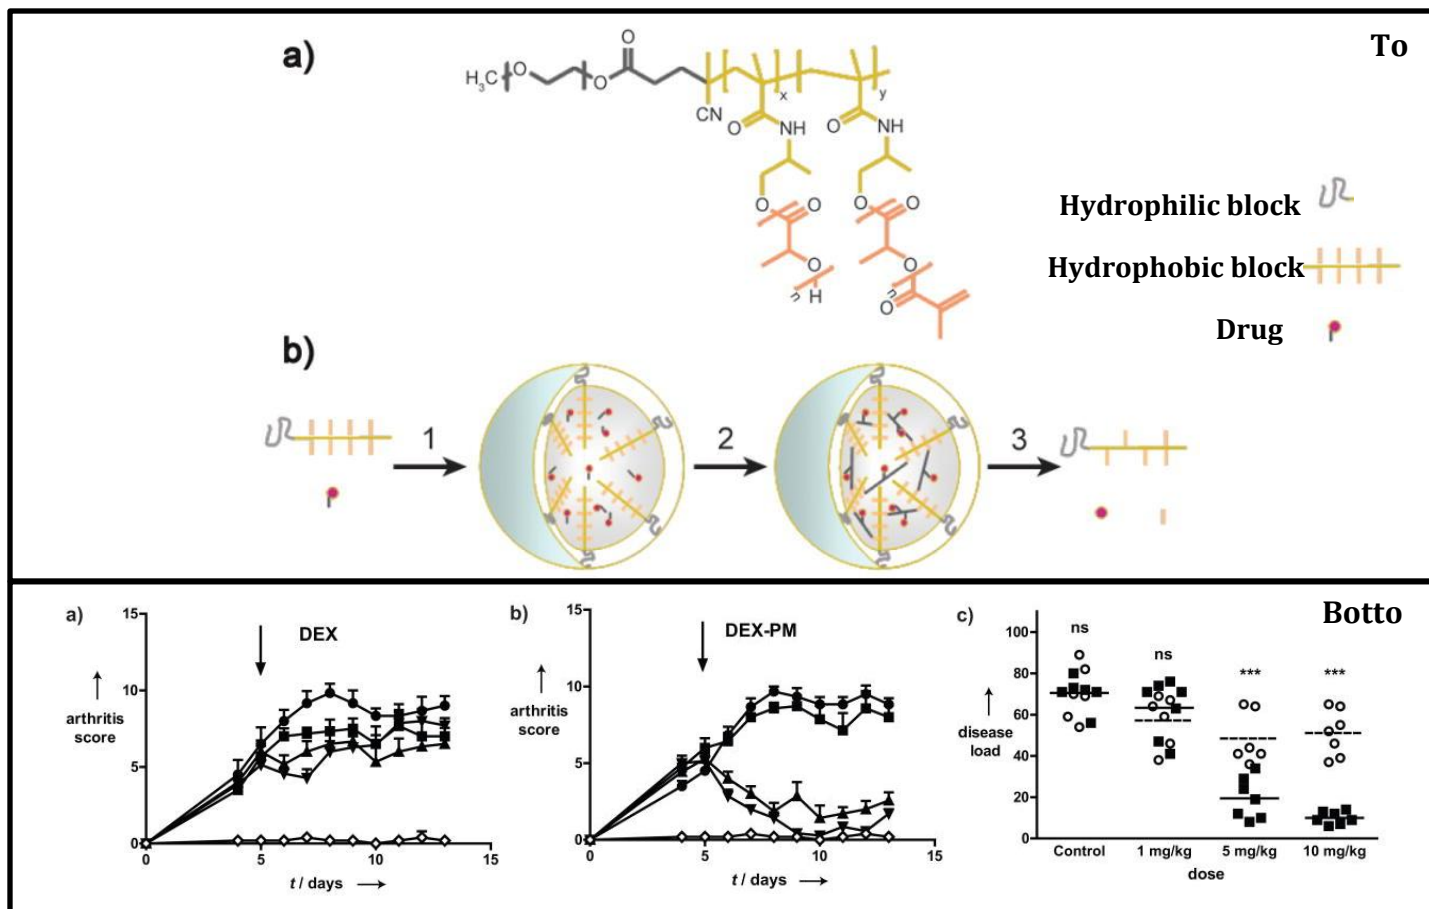 To
a)
H₃C
O
O
O
CN
x
y
O
NH
O
NH
O
O
O
O
O
O
n
H
n
O
Hydrophilic block
Hydrophobic block
Drug
b)
1
2
3
Botto
a)
15
DEX
10
arthritis
score
5
0
0
5
10
15
t / days
b)
15
DEX-PM
10
arthritis
score
5
0
0
5
10
15
t / days
c)
100
ns
ns
***
***
80
60
disease
load
40
20
0
Control
1 mg/kg
5 mg/kg
10 mg/kg
dose